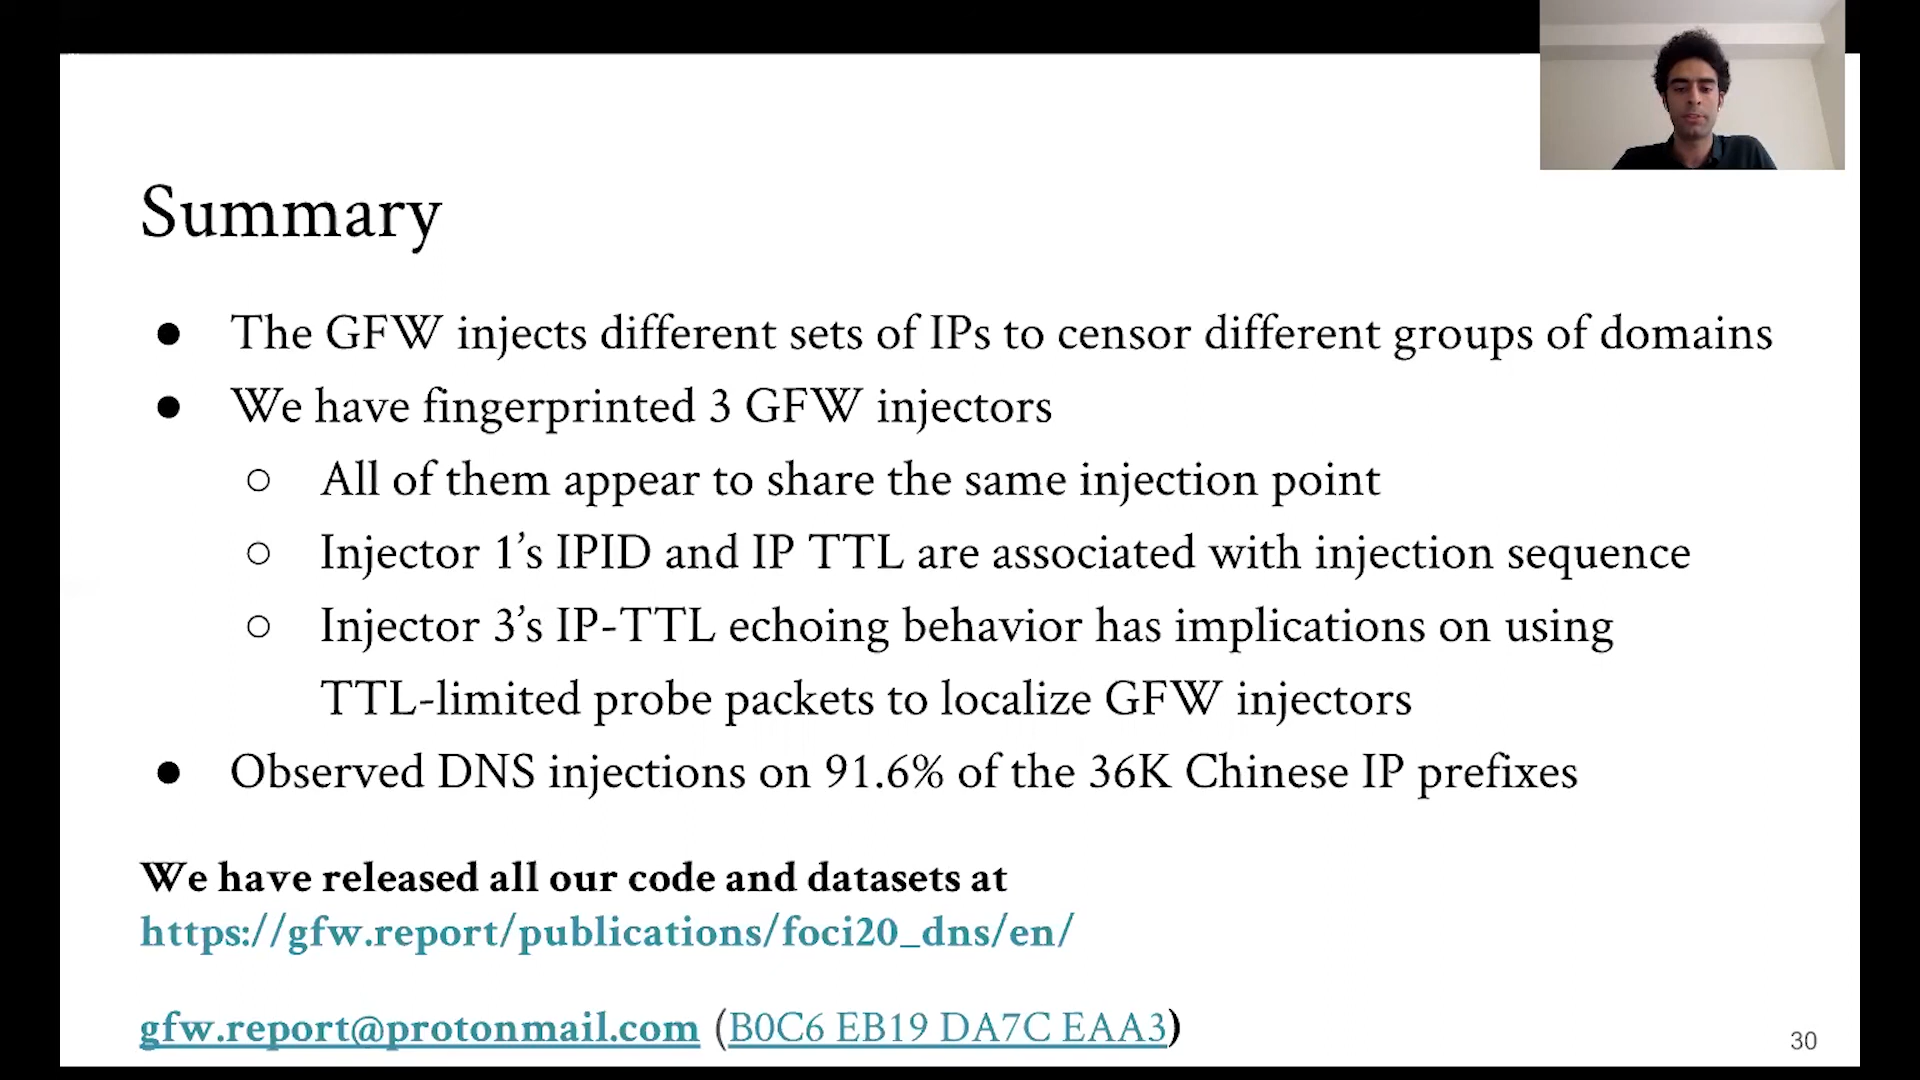 Summary
● The GFW injects different sets of IPs to censor different groups of domains
● We have fingerprinted 3 GFW injectors
○ All of them appear to share the same injection point
○ Injector 1’s IPID and IP TTL are associated with injection sequence
○ Injector 3’s IP-TTL echoing behavior has implications on using
TTL-limited probe packets to localize GFW injectors
● Observed DNS injections on 91.6% of the 36K Chinese IP prefixes
We have released all our code and datasets at
https://gfw.report/publications/foci20_dns/en/
gfw.report@protonmail.com (B0C6 EB19 DA7C EAA3)
30